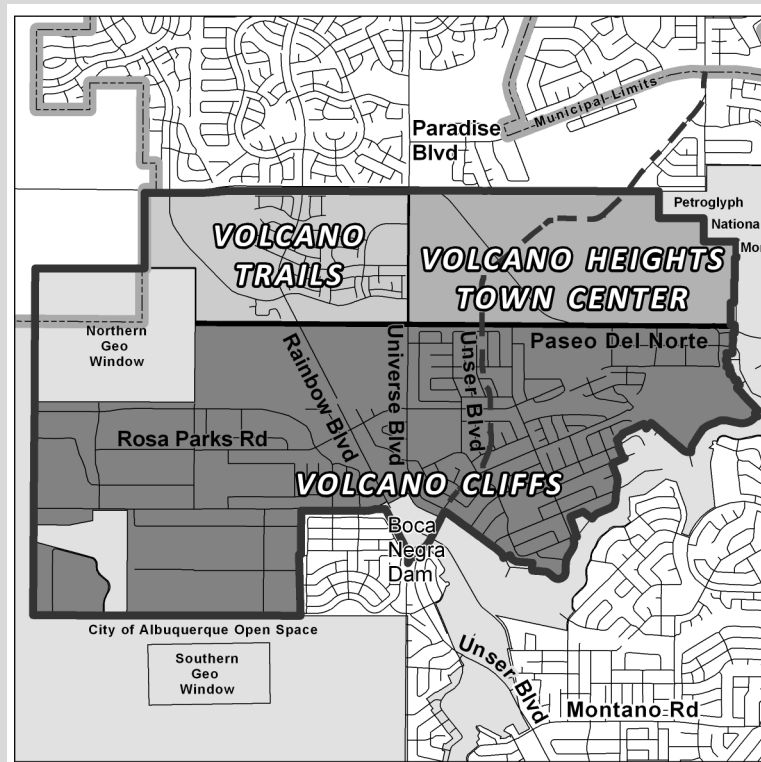 Municipal Limits
Paradise
Blvd
Petroglyph
Nationa
Mo
VOLCANO
TRAILS
VOLCANO HEIGHTS
TOWN CENTER
Northern
Geo
Window
Rainbow Blvd
Universe Blvd
Unser Blvd
Paseo Del Norte
Rosa Parks Rd
VOLCANO CLIFFS
Boca
Negra
Dam
City of Albuquerque Open Space
Southern
Geo
Window
Unser Blvd
Montano Rd